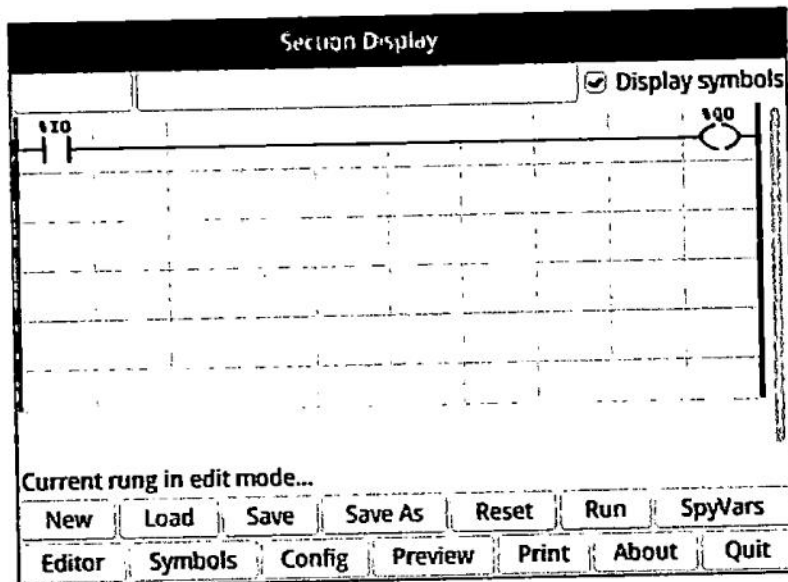 Section Display
Display symbols
%I0 %Q0
Current rung in edit mode...
New Load Save Save As Reset Run SpyVars
Editor Symbols Config Preview Print About Quit